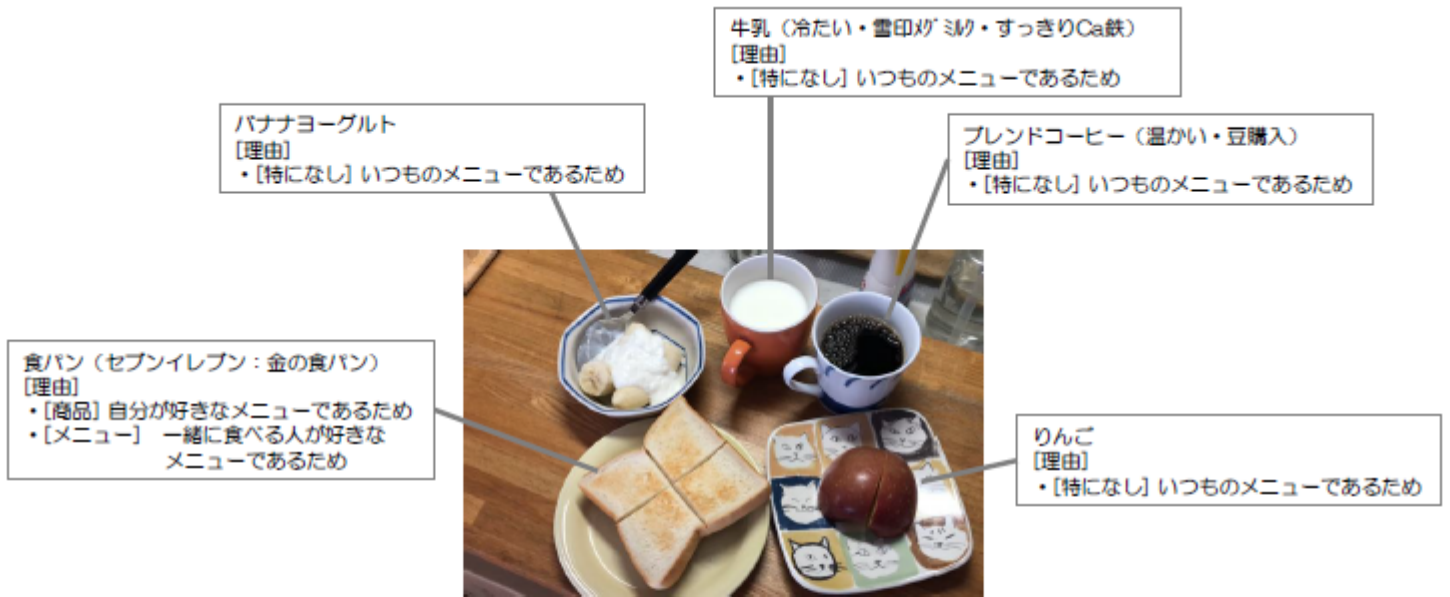 牛乳（冷たい・雪印ﾒｸﾞﾐﾙｸ・すっきりCa鉄）
[理由]
・[特になし] いつものメニューであるため
バナナヨーグルト
[理由]
・[特になし] いつものメニューであるため
ブレンドコーヒー（温かい・豆購入）
[理由]
・[特になし] いつものメニューであるため
食パン（セブンイレブン：金の食パン）
[理由]
・[商品] 自分が好きなメニューであるため
・[メニュー]　一緒に食べる人が好きな
メニューであるため
りんご
[理由]
・[特になし] いつものメニューであるため